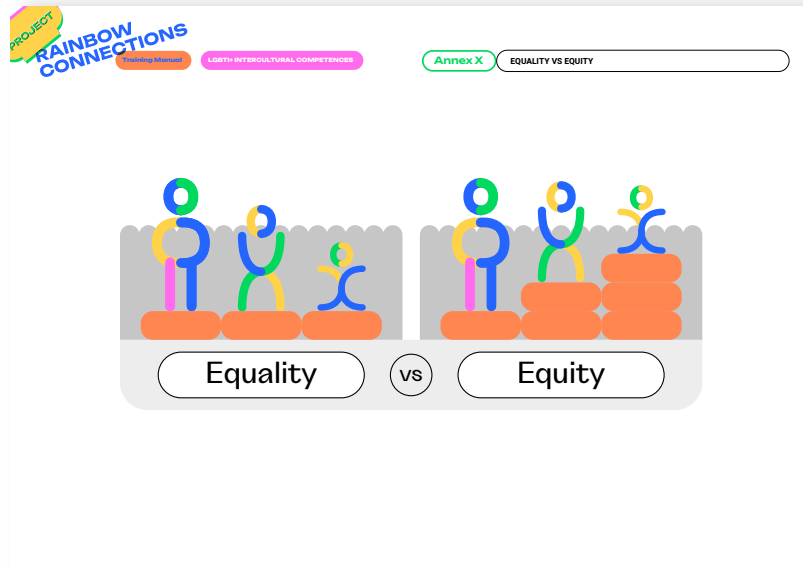 PROJECT
RAINBOW
CONNECTIONS
Training Manual
LGBTI+ INTERCULTURAL COMPETENCES
Annex X
EQUALITY VS EQUITY
Equality
VS
Equity